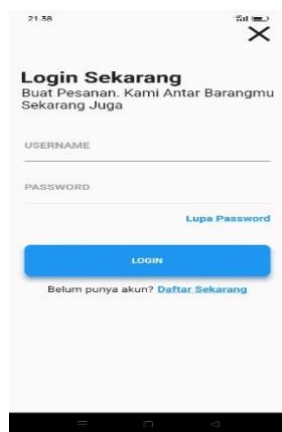 21.38
Login Sekarang
Buat Pesanan. Kami Antar Barangmu
Sekarang Juga
USERNAME
PASSWORD
Lupa Password
LOGIN
Belum punya akun? Daftar Sekarang